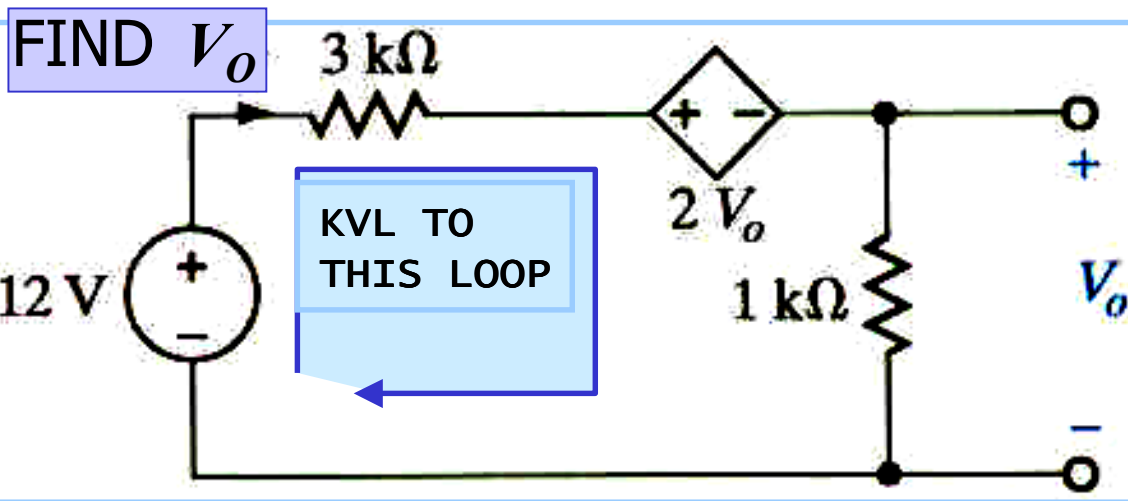 FIND V_O
3 kΩ
+ −
2 V_o
KVL TO
THIS LOOP
+
12 V
−
1 kΩ
+
V_o
−